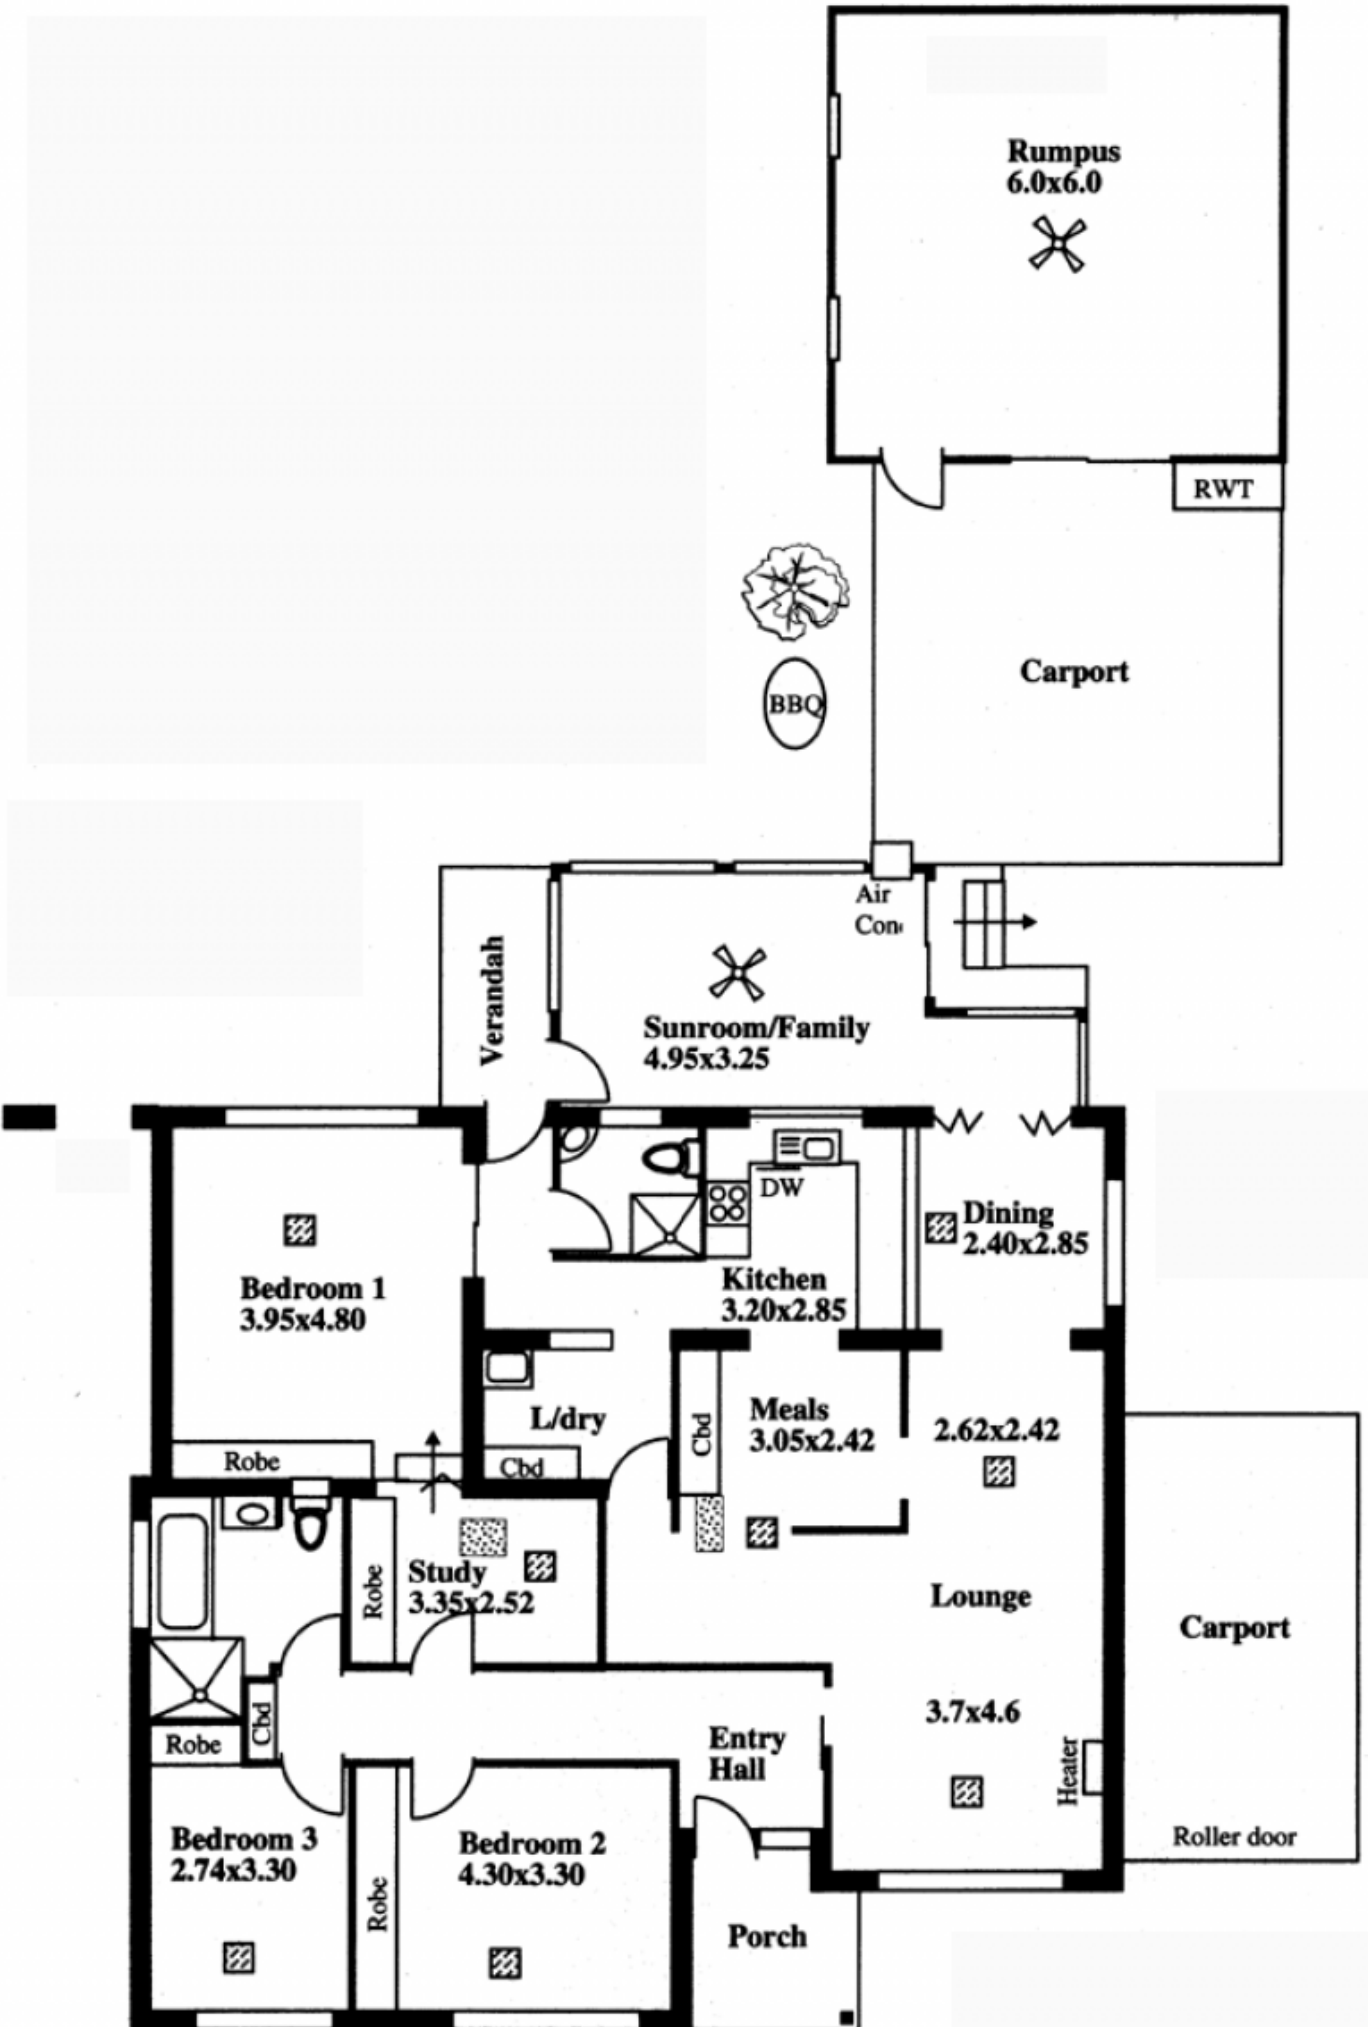 Rumpus
6.0x6.0
RWT
Carport
BBQ
Air
Con
Verandah
Sunroom/Family
4.95x3.25
DW
Dining
2.40x2.85
Kitchen
3.20x2.85
Bedroom 1
3.95x4.80
L/dry
Cbd
Meals
3.05x2.42
2.62x2.42
Robe
Cbd
Robe
Study
3.35x2.52
Lounge
Carport
3.7x4.6
Cbd
Robe
Entry
Hall
Heater
Roller door
Bedroom 3
2.74x3.30
Robe
Bedroom 2
4.30x3.30
Porch